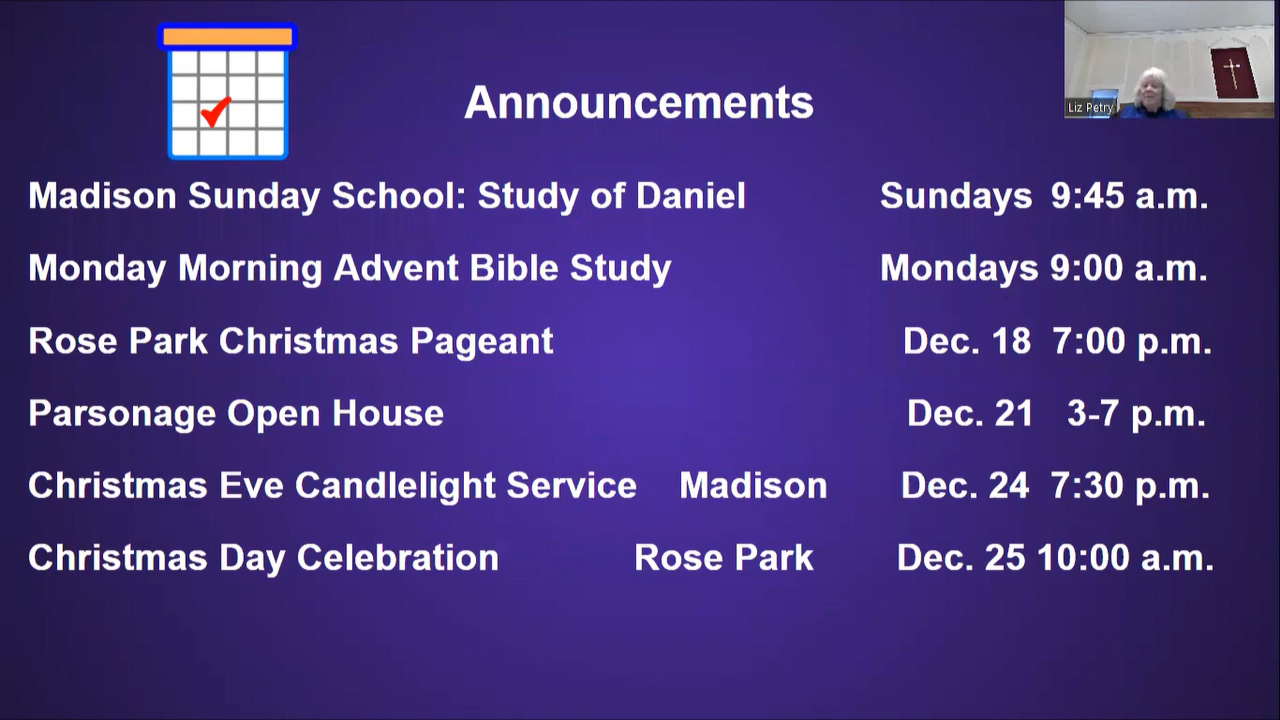 Announcements
Liz Petry
Madison Sunday School: Study of Daniel Sundays 9:45 a.m.
Monday Morning Advent Bible Study Mondays 9:00 a.m.
Rose Park Christmas Pageant Dec. 18 7:00 p.m.
Parsonage Open House Dec. 21 3-7 p.m.
Christmas Eve Candlelight Service Madison Dec. 24 7:30 p.m.
Christmas Day Celebration Rose Park Dec. 25 10:00 a.m.